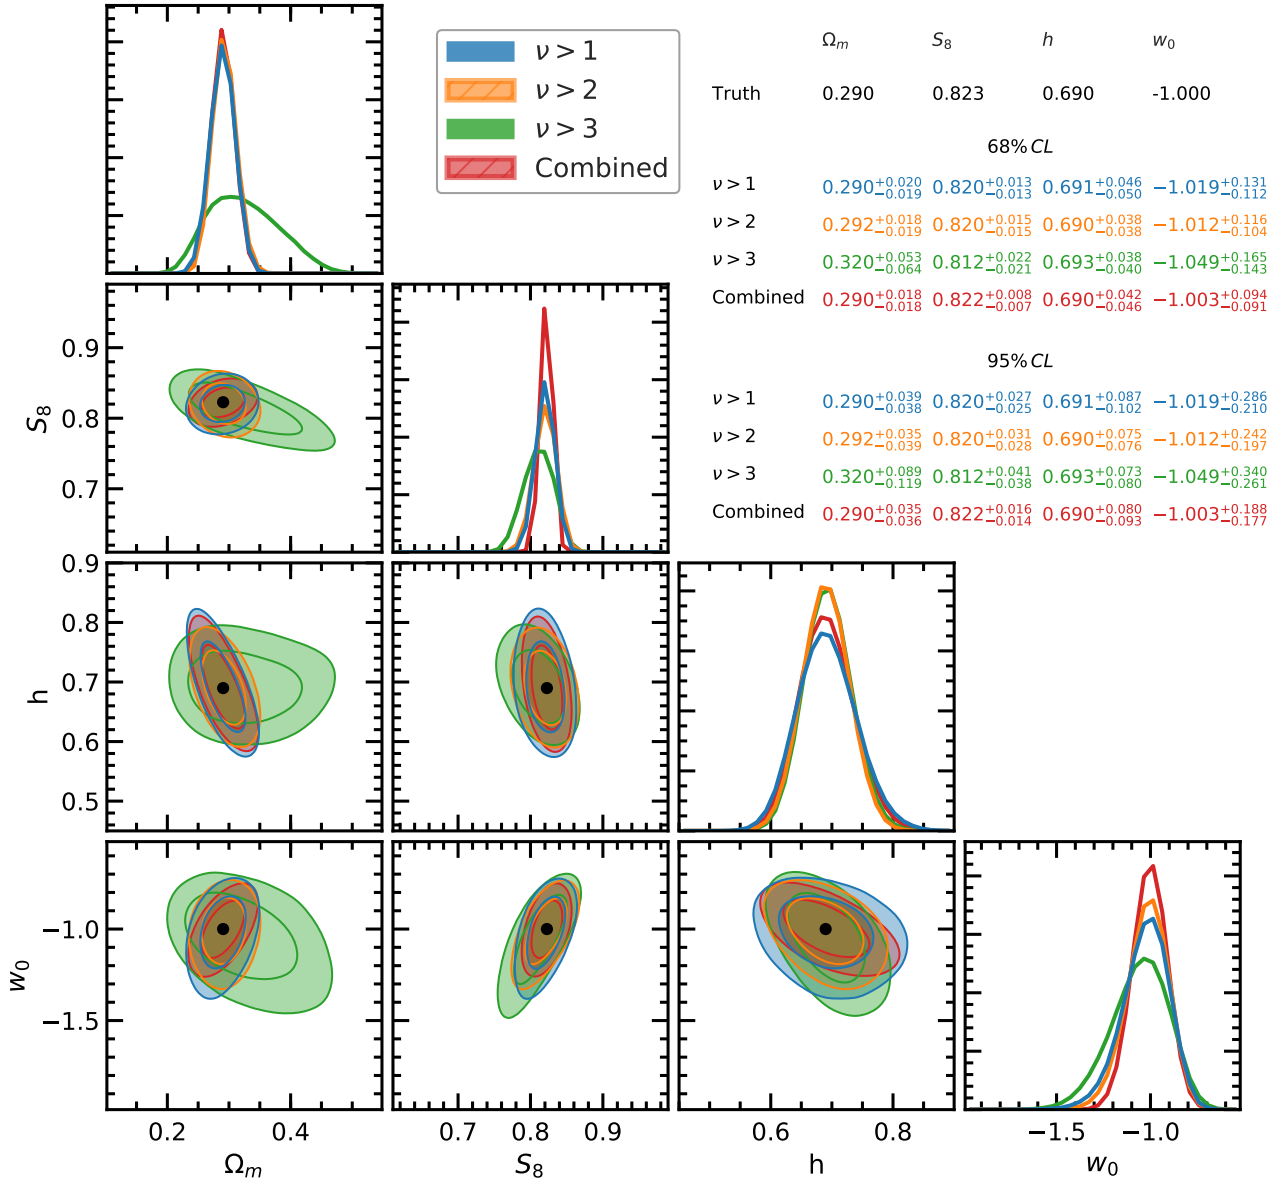 ν > 1
ν > 2
ν > 3
Combined
Ωm S8 h w0
Truth 0.290 0.823 0.690 -1.000
68% CL
ν > 1 0.290+0.020−0.019 0.820+0.013−0.013 0.691+0.046−0.050 −1.019+0.131−0.112
ν > 2 0.292+0.018−0.019 0.820+0.015−0.015 0.690+0.038−0.038 −1.012+0.116−0.104
ν > 3 0.320+0.053−0.064 0.812+0.022−0.021 0.693+0.038−0.040 −1.049+0.165−0.143
Combined 0.290+0.018−0.018 0.822+0.008−0.007 0.690+0.042−0.046 −1.003+0.094−0.091
95% CL
ν > 1 0.290+0.039−0.038 0.820+0.027−0.025 0.691+0.087−0.102 −1.019+0.286−0.210
ν > 2 0.292+0.035−0.039 0.820+0.031−0.028 0.690+0.075−0.076 −1.012+0.242−0.197
ν > 3 0.320+0.089−0.119 0.812+0.041−0.038 0.693+0.073−0.080 −1.049+0.340−0.261
Combined 0.290+0.035−0.036 0.822+0.016−0.014 0.690+0.080−0.093 −1.003+0.188−0.177
0.9
0.8
0.7
S8
0.9
0.8
0.7
0.6
0.5
h
−1.0
−1.5
w0
0.2 0.4 0.7 0.8 0.9 0.6 0.8 −1.5 −1.0
Ωm S8 h w0